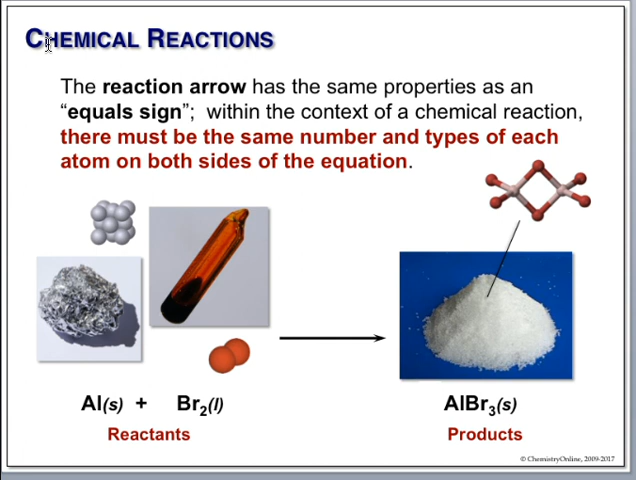 CHEMICAL REACTIONS
The reaction arrow has the same properties as an
“equals sign”; within the context of a chemical reaction,
there must be the same number and types of each
atom on both sides of the equation.
Al(s) + Br₂(l)
AlBr₃(s)
Reactants
Products
© ChemistryOnline, 2009-2017